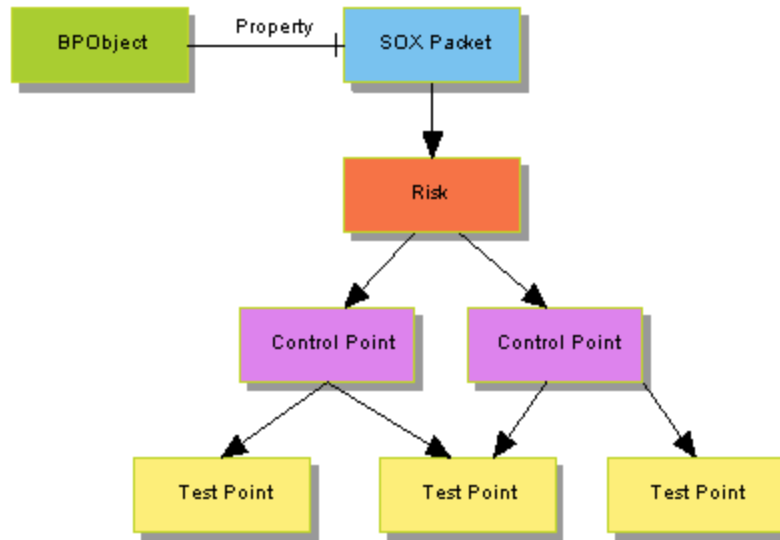 Property
BPObject
SOX Packet
Risk
Control Point
Control Point
Test Point
Test Point
Test Point